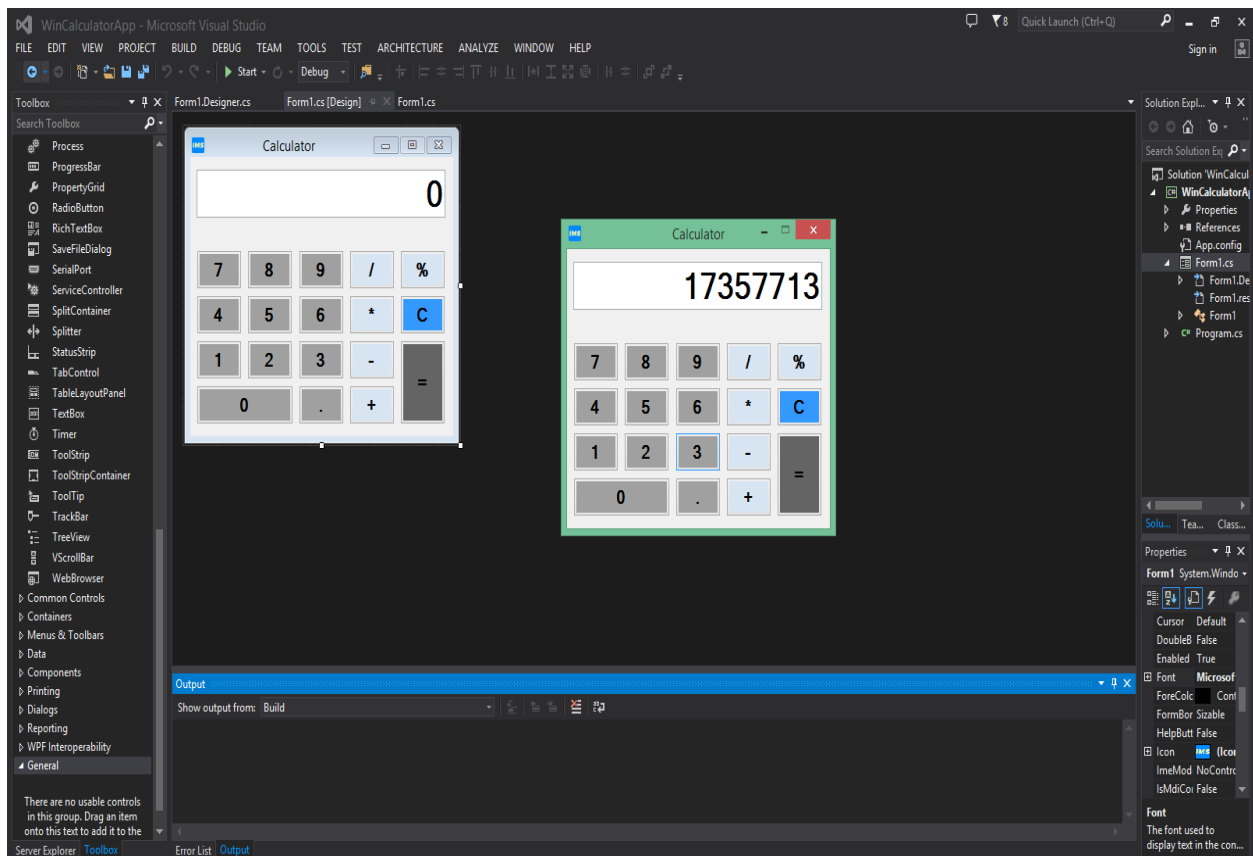 WinCalculatorApp - Microsoft Visual Studio
8
Quick Launch (Ctrl+Q)
FILE EDIT VIEW PROJECT BUILD DEBUG TEAM TOOLS TEST ARCHITECTURE ANALYZE WINDOW HELP
Sign in
Start
Debug
Toolbox
Search Toolbox
Process
ProgressBar
PropertyGrid
RadioButton
RichTextBox
SaveFileDialog
SerialPort
ServiceController
SplitContainer
Splitter
StatusStrip
TabControl
TableLayoutPanel
TextBox
Timer
ToolStrip
ToolStripContainer
ToolTip
TrackBar
TreeView
VScrollBar
WebBrowser
Common Controls
Containers
Menus & Toolbars
Data
Components
Printing
Dialogs
Reporting
WPF Interoperability
General
There are no usable controls
in this group. Drag an item
onto this text to add it to the
Server Explorer Toolbox
Form1.Designer.cs Form1.cs [Design] Form1.cs
IMS Calculator
0
7 8 9 / %
4 5 6 * C
1 2 3 -
=
0 . +
IMS Calculator
17357713
7 8 9 / %
4 5 6 * C
1 2 3 -
=
0 . +
Output
Show output from: Build
Error List Output
Solution Expl...
Search Solution Ex
Solution 'WinCalcul
WinCalculatorA
Properties
References
App.config
Form1.cs
Form1.De
Form1.res
Form1
C# Program.cs
Solu... Tea... Class...
Properties
Form1 System.Windo
Cursor Default
DoubleB False
Enabled True
Font Microsof
ForeColc Cont
FormBor Sizable
HelpButt False
Icon IMS (Icor
ImeMod NoContrc
IsMdiCoi False
Font
The font used to
display text in the con...